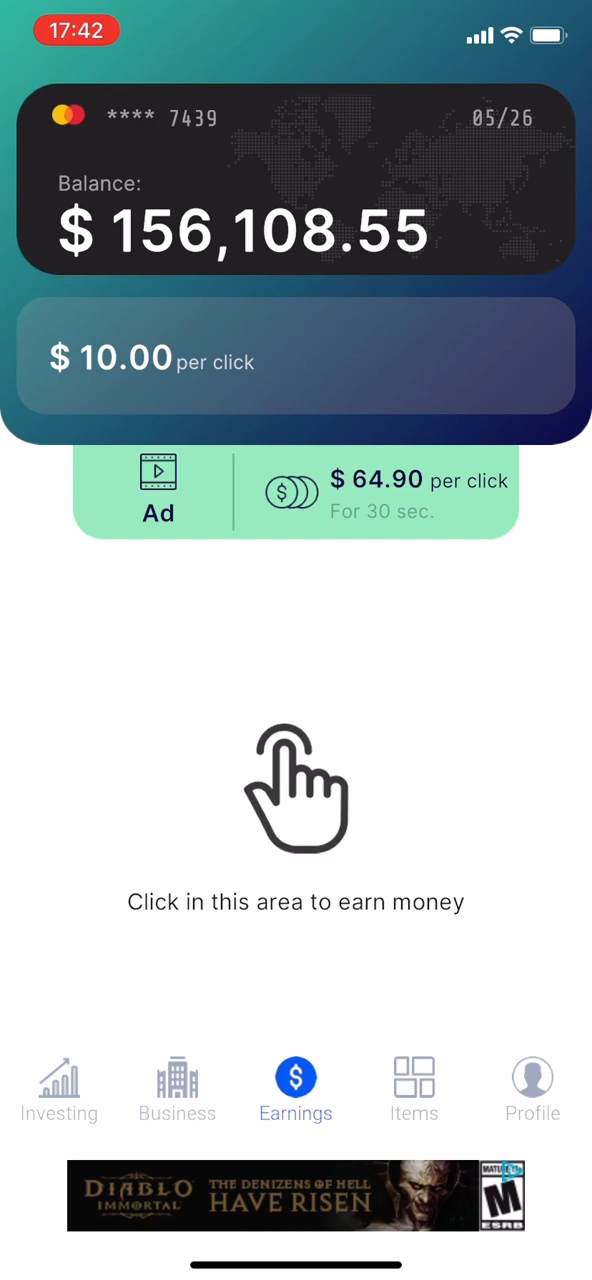 17:42
**** 7439
05/26
Balance:
$ 156,108.55
$ 10.00 per click
Ad
$ 64.90 per click
For 30 sec.
Click in this area to earn money
Investing
Business
Earnings
Items
Profile
DIABLO
IMMORTAL
THE DENIZENS OF HELL
HAVE RISEN
M
ESRB